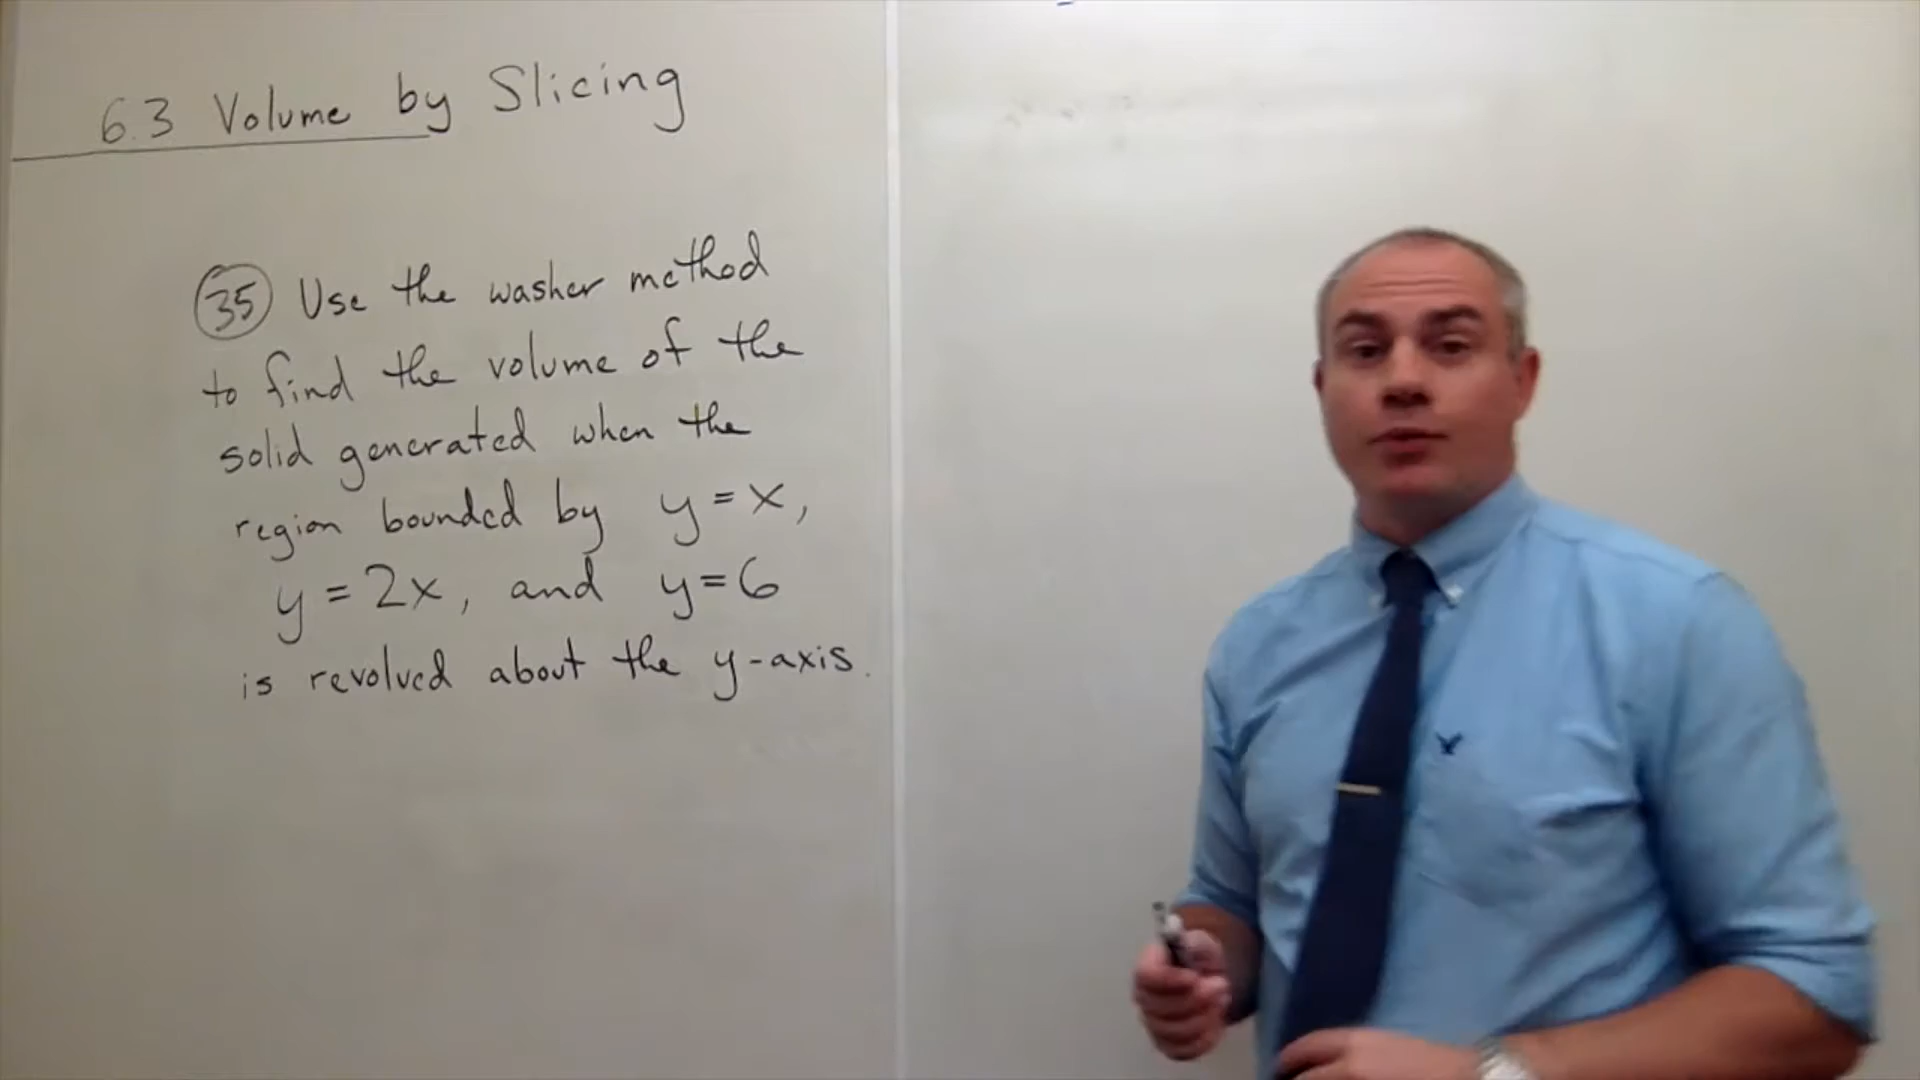 6.3 Volume by Slicing
35 Use the washer method
to find the volume of the
solid generated when the
region bounded by y = x,
y = 2x, and y = 6
is revolved about the y-axis.